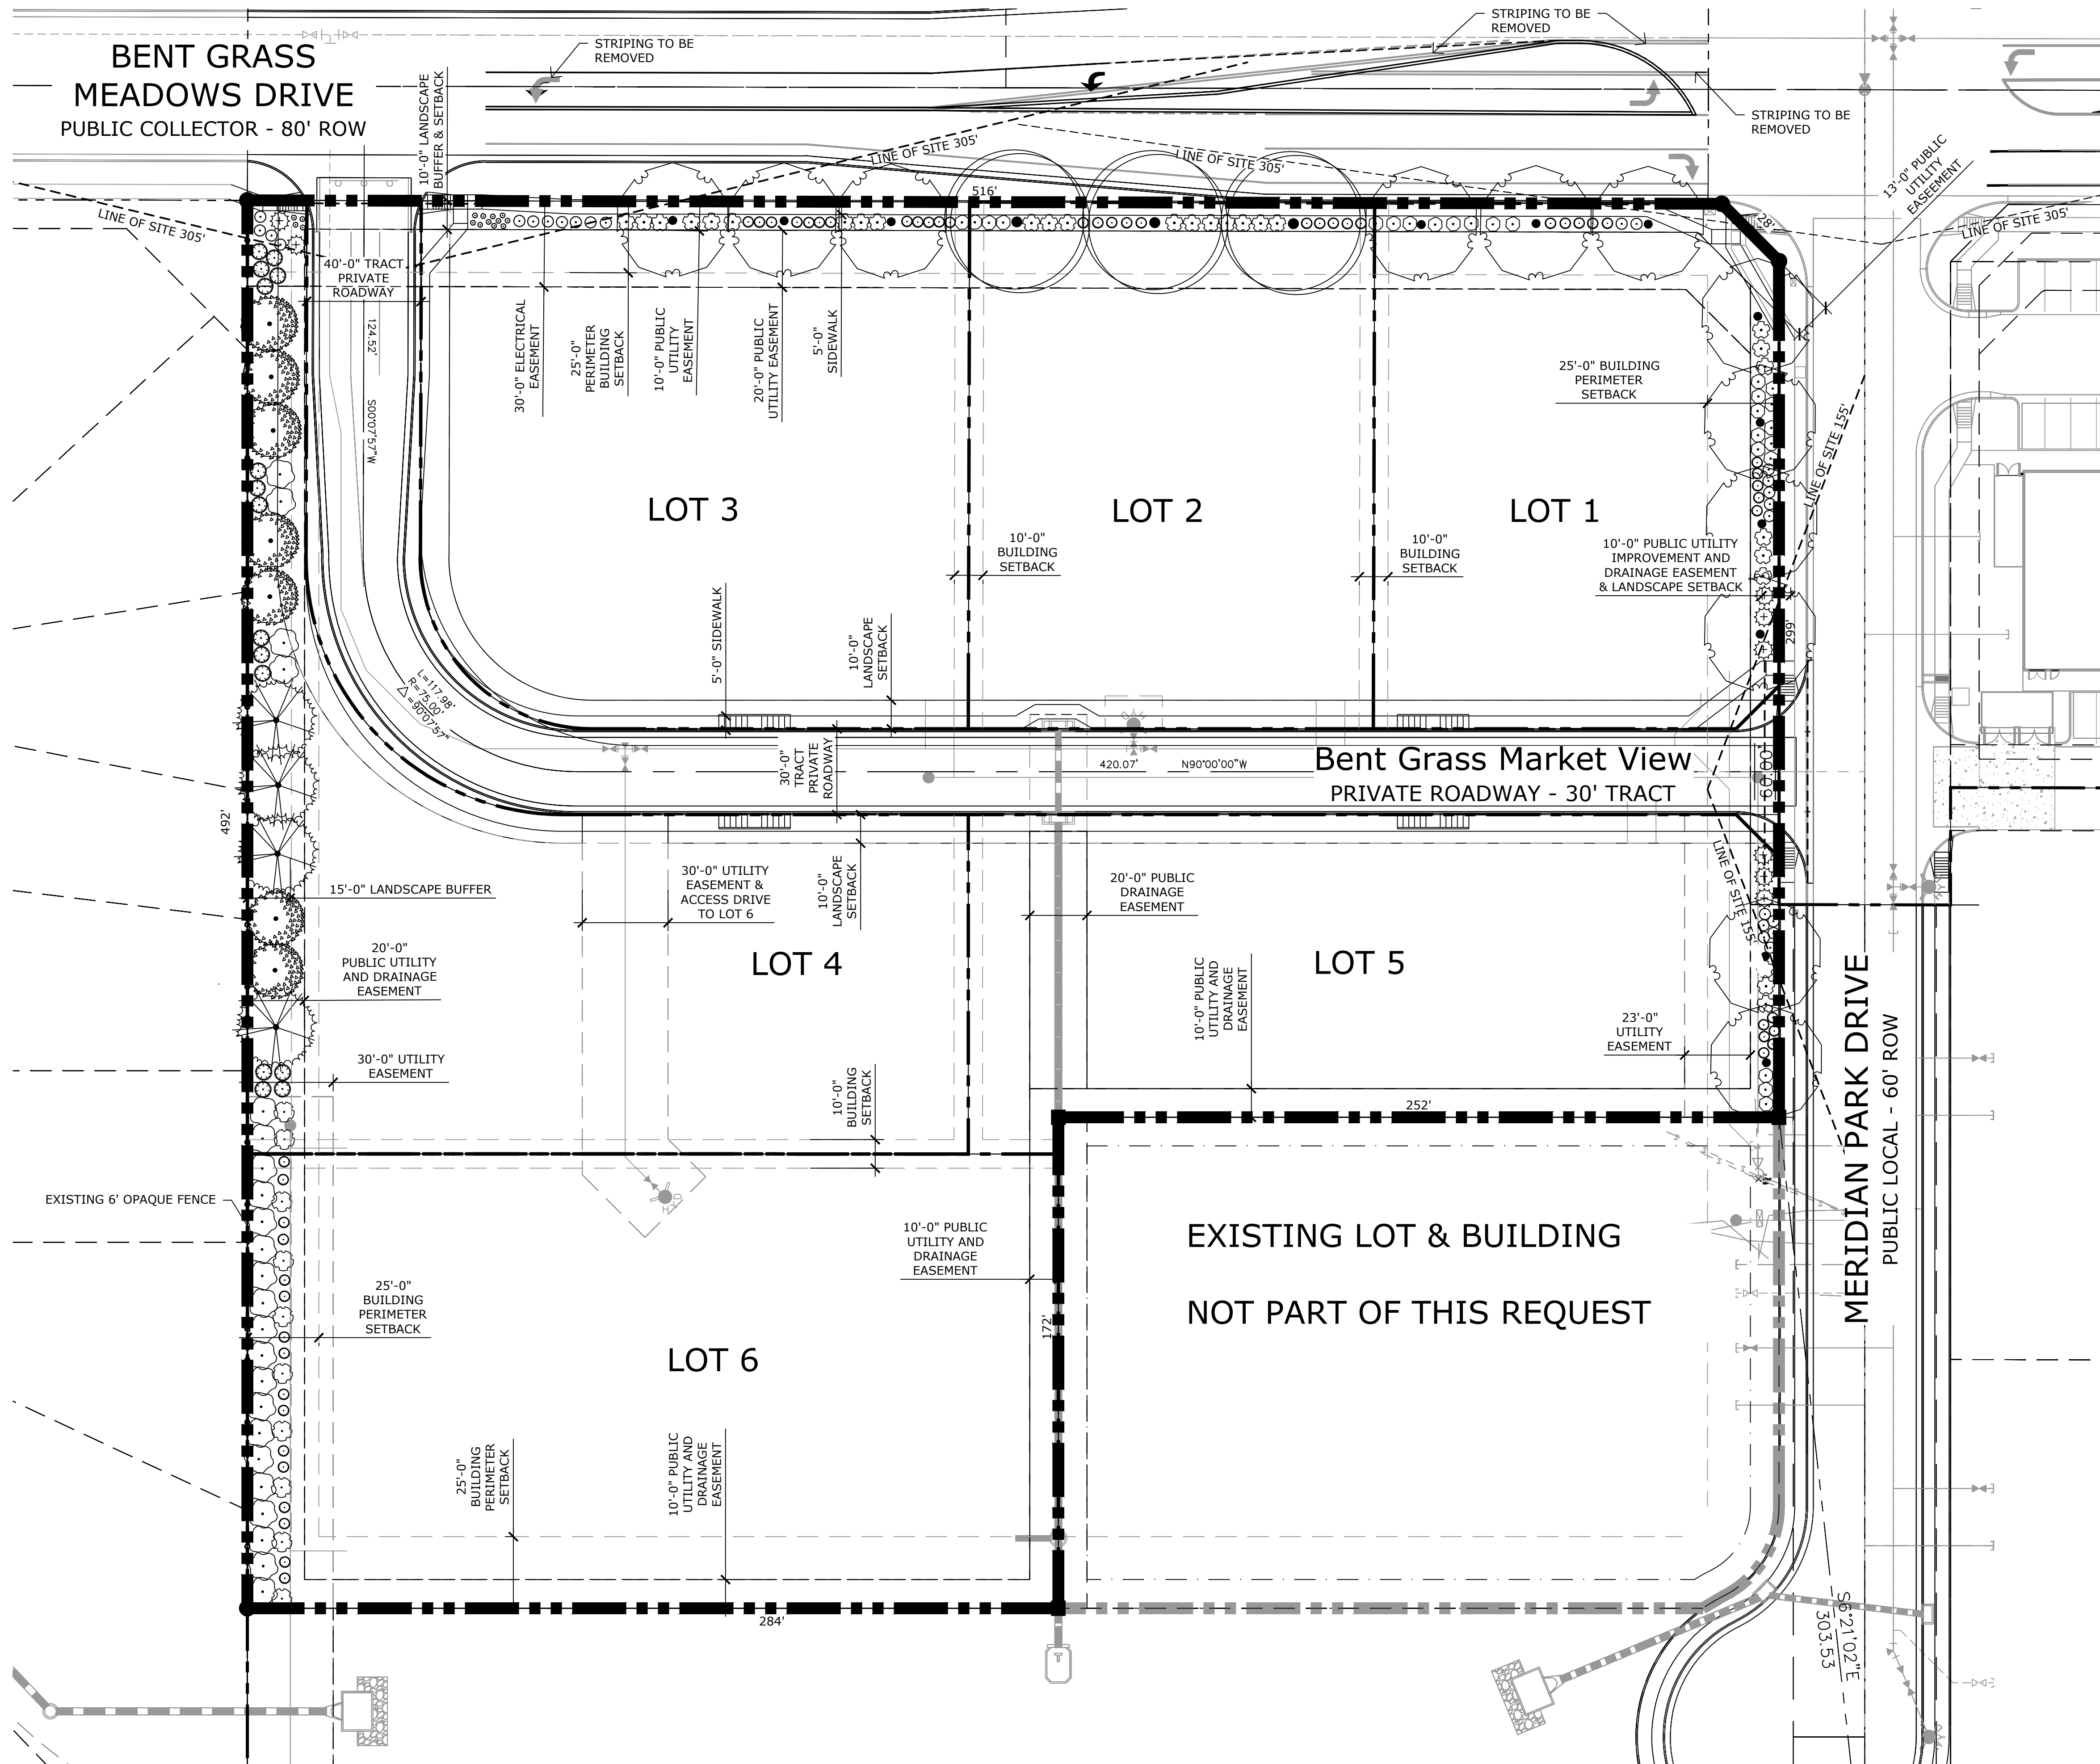 BENT GRASS
MEADOWS DRIVE
PUBLIC COLLECTOR - 80' ROW
10'-0" LANDSCAPE
BUFFER & SETBACK
STRIPING TO BE
REMOVED
STRIPING TO BE
REMOVED
STRIPING TO BE
REMOVED
LINE OF SITE 305'
LINE OF SITE 305'
13'-0" PUBLIC
UTILITY
EASEMENT
LINE OF SITE 305'
LINE OF SITE 305'
516'
28'
40'-0" TRACT
PRIVATE
ROADWAY
124.52'
S00°07'57"W
30'-0" ELECTRICAL
EASEMENT
25'-0"
PERIMETER
BUILDING
SETBACK
10'-0" PUBLIC
UTILITY
EASEMENT
20'-0" PUBLIC
UTILITY EASEMENT
5'-0"
SIDEWALK
25'-0" BUILDING
PERIMETER
SETBACK
LINE OF SITE 155'
LOT 3
LOT 2
LOT 1
10'-0"
BUILDING
SETBACK
10'-0"
BUILDING
SETBACK
10'-0" PUBLIC UTILITY
IMPROVEMENT AND
DRAINAGE EASEMENT
& LANDSCAPE SETBACK
299'
5'-0" SIDEWALK
10'-0"
LANDSCAPE
SETBACK
L=117.98'
R=75.00'
△=90°07'57"
HYD
30'-0"
TRACT
PRIVATE
ROADWAY
420.07'
N90°00'00"W
Bent Grass Market View
PRIVATE ROADWAY - 30' TRACT
60.00'
492'
15'-0" LANDSCAPE BUFFER
30'-0" UTILITY
EASEMENT &
ACCESS DRIVE
TO LOT 6
10'-0"
LANDSCAPE
SETBACK
20'-0" PUBLIC
DRAINAGE
EASEMENT
LINE OF SITE 155'
20'-0"
PUBLIC UTILITY
AND DRAINAGE
EASEMENT
LOT 4
LOT 5
10'-0" PUBLIC
UTILITY AND
DRAINAGE
EASEMENT
23'-0"
UTILITY
EASEMENT
MERIDIAN PARK DRIVE
PUBLIC LOCAL - 60' ROW
30'-0" UTILITY
EASEMENT
10'-0"
BUILDING
SETBACK
252'
EXISTING 6' OPAQUE FENCE
HYD
10'-0" PUBLIC
UTILITY AND
DRAINAGE
EASEMENT
EXISTING LOT & BUILDING
NOT PART OF THIS REQUEST
25'-0"
BUILDING
PERIMETER
SETBACK
172'
LOT 6
25'-0"
BUILDING
PERIMETER
SETBACK
10'-0" PUBLIC
UTILITY AND
DRAINAGE
EASEMENT
284'
S6°21'02"E
303.53